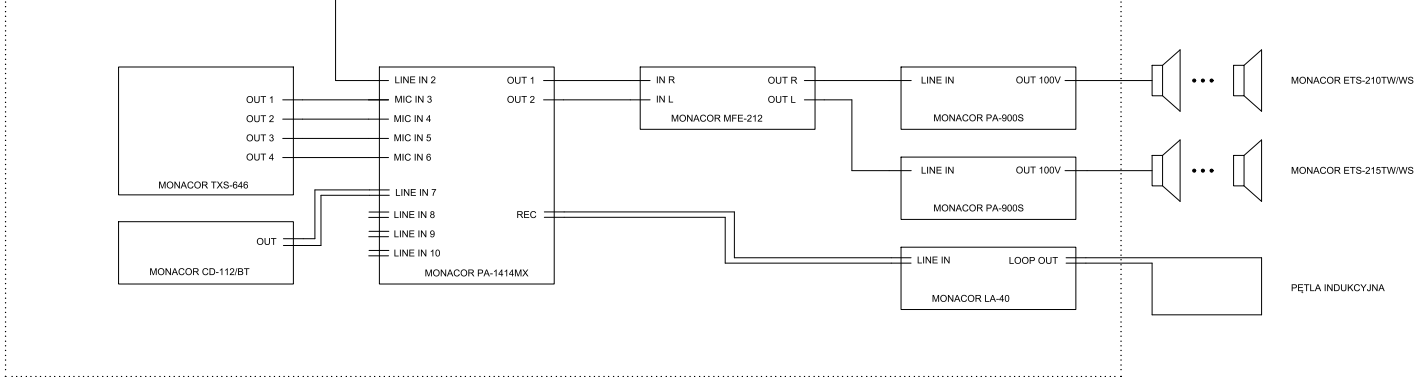 OUT 1
OUT 2
OUT 3
OUT 4
MONACOR TXS-646
OUT
MONACOR CD-112/BT
LINE IN 2
MIC IN 3
MIC IN 4
MIC IN 5
MIC IN 6
LINE IN 7
LINE IN 8
LINE IN 9
LINE IN 10
OUT 1
OUT 2
REC
MONACOR PA-1414MX
IN R
IN L
OUT R
OUT L
MONACOR MFE-212
LINE IN
OUT 100V
MONACOR PA-900S
LINE IN
OUT 100V
MONACOR PA-900S
LINE IN
LOOP OUT
MONACOR LA-40
MONACOR ETS-210TW/WS
MONACOR ETS-215TW/WS
PĘTLA INDUKCYJNA